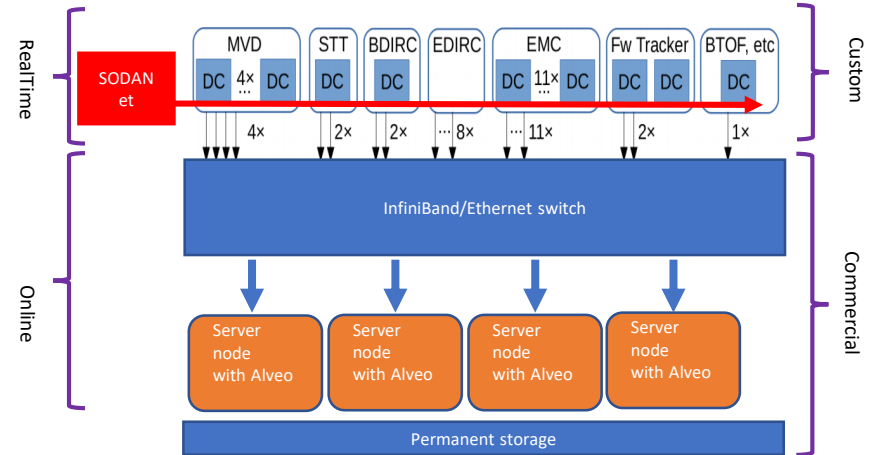 RealTime
SODAN
et
MVD
DC 4× ... DC
STT
DC
BDIRC
DC
EDIRC
EMC
DC 11× ... DC
Fw Tracker
DC DC
BTOF, etc
DC
Custom
4×
2×
2×
... 8×
... 11×
2×
1×
InfiniBand/Ethernet switch
Online
Commercial
Server
node
with Alveo
Server
node
with Alveo
Server
node
with Alveo
Server
node
with Alveo
Permanent storage